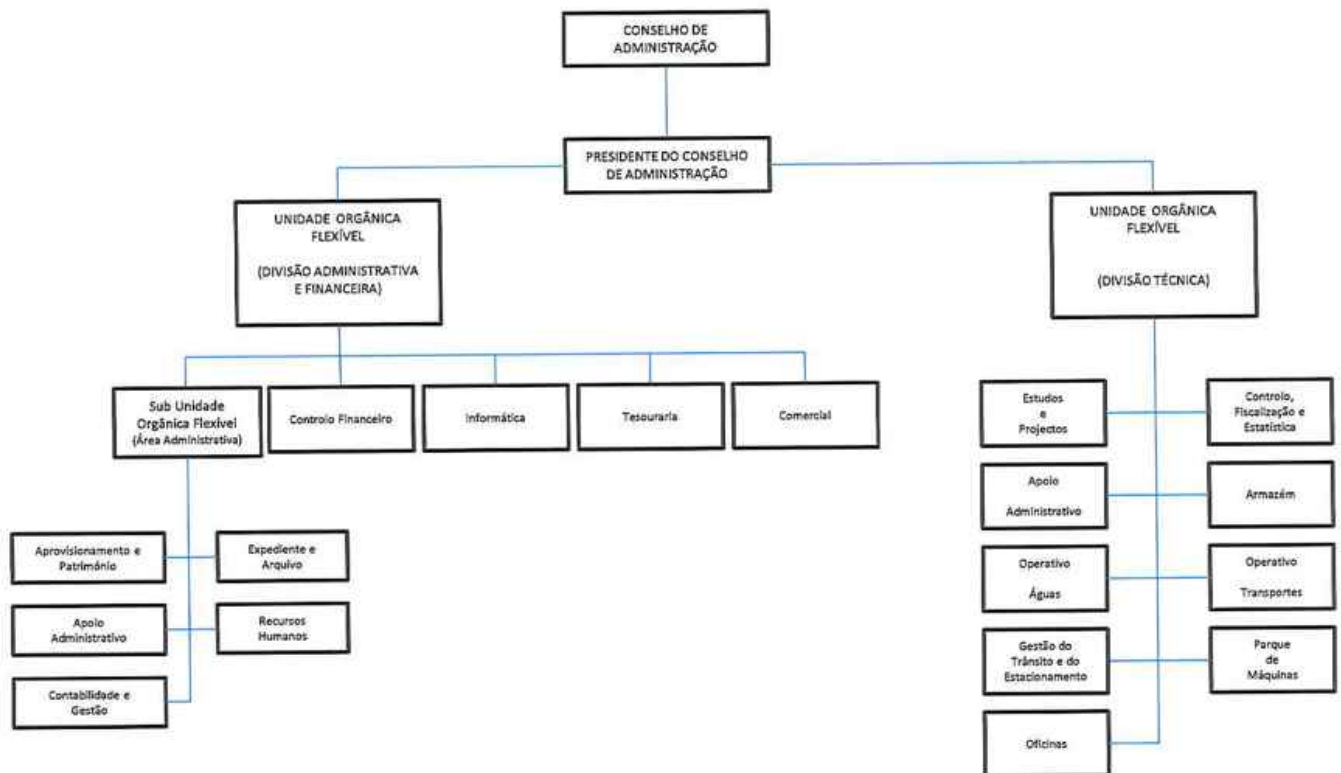 CONSELHO DE
ADMINISTRAÇÃO
PRESIDENTE DO CONSELHO
DE ADMINISTRAÇÃO
UNIDADE ORGÂNICA
FLEXÍVEL
(DIVISÃO ADMINISTRATIVA
E FINANCEIRA)
UNIDADE ORGÂNICA
FLEXÍVEL
(DIVISÃO TÉCNICA)
Sub Unidade
Orgânica Flexível
(Área Administrativa)
Controlo Financeiro
Informática
Tesouraria
Comercial
Aprovisionamento e
Património
Expediente e
Arquivo
Apoio
Administrativo
Recursos
Humanos
Contabilidade e
Gestão
Estudos
e
Projectos
Controlo,
Fiscalização e
Estatística
Apoio
Administrativo
Armazém
Operativo
Águas
Operativo
Transportes
Gestão do
Trânsito e do
Estacionamento
Parque
de
Máquinas
Oficinas